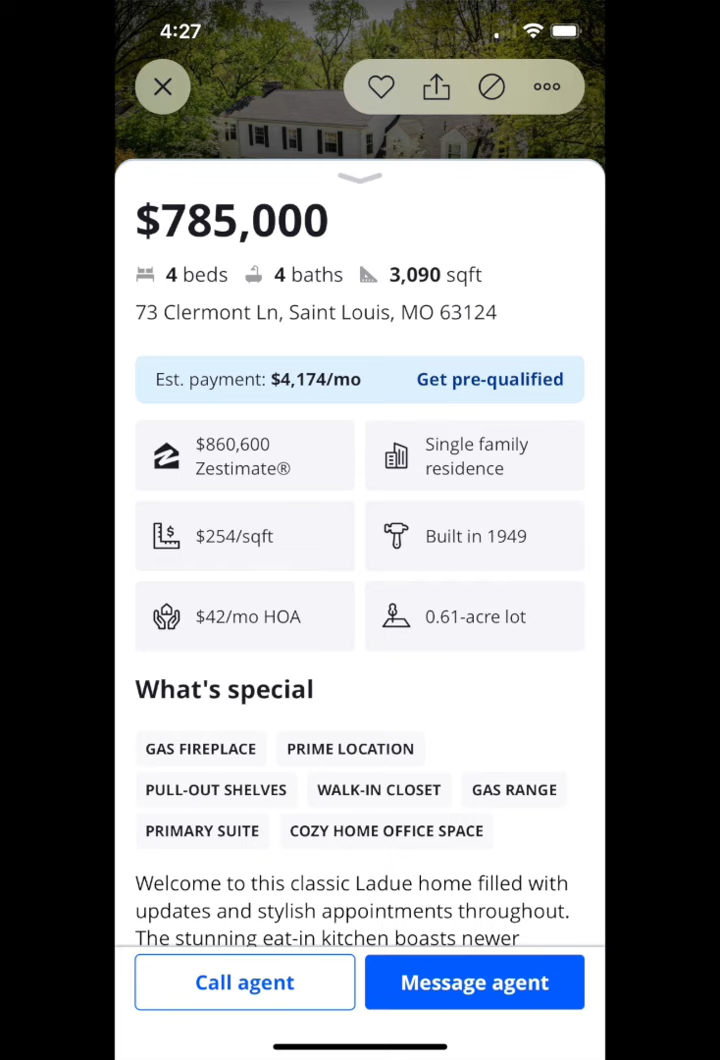 4:27
$785,000
4 beds 4 baths 3,090 sqft
73 Clermont Ln, Saint Louis, MO 63124
Est. payment: $4,174/mo Get pre-qualified
$860,600
Zestimate®
Single family
residence
$254/sqft
Built in 1949
$42/mo HOA
0.61-acre lot
What's special
GAS FIREPLACE PRIME LOCATION
PULL-OUT SHELVES WALK-IN CLOSET GAS RANGE
PRIMARY SUITE COZY HOME OFFICE SPACE
Welcome to this classic Ladue home filled with
updates and stylish appointments throughout.
The stunning eat-in kitchen boasts newer
Call agent Message agent